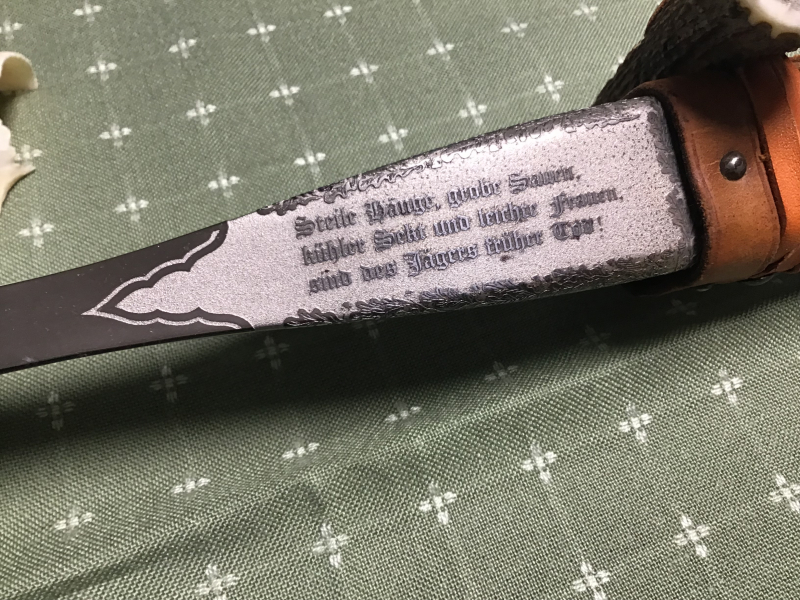 Steile Hänge, grobe Sauen,
kühler Sekt und leichte Frauen,
sind des Jägers früher Tod!